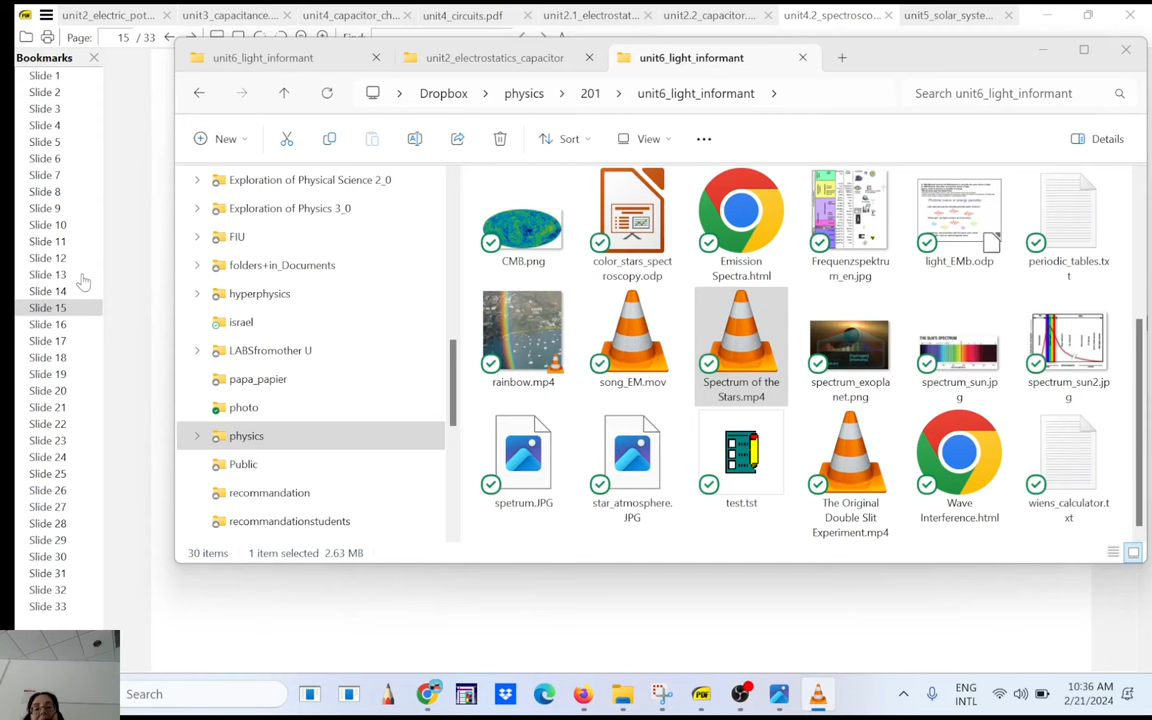 unit2_electric_pot...
unit3_capacitance...
unit4_capacitor_ch...
unit4_circuits.pdf
unit2.1_electrostat...
unit2.2_capacitor....
unit4.2_spectrosco...
unit5_solar_syste...
Page: 15 / 33
Bookmarks
Slide 1
Slide 2
Slide 3
Slide 4
Slide 5
Slide 6
Slide 7
Slide 8
Slide 9
Slide 10
Slide 11
Slide 12
Slide 13
Slide 14
Slide 15
Slide 16
Slide 17
Slide 18
Slide 19
Slide 20
Slide 21
Slide 22
Slide 23
Slide 24
Slide 25
Slide 26
Slide 27
Slide 28
Slide 29
Slide 30
Slide 31
Slide 32
Slide 33
unit6_light_informant
unit2_electrostatics_capacitor
unit6_light_informant
Dropbox
physics
201
unit6_light_informant
Search unit6_light_informant
New
Sort
View
Details
Exploration of Physical Science 2_0
Exploration of Physics 3_0
FIU
folders+in_Documents
hyperphysics
israel
LABSfromother U
papa_papier
photo
physics
Public
recommandation
recommandationstudents
CMB.png
color_stars_spect
roscopy.odp
Emission
Spectra.html
Frequenzspektru
m_en.jpg
light_EMb.odp
periodic_tables.tx
t
rainbow.mp4
song_EM.mov
Spectrum of the
Stars.mp4
spectrum_exopla
net.png
spectrum_sun.jp
g
spectrum_sun2.jp
g
spetrum.JPG
star_atmosphere.
JPG
test.tst
The Original
Double Slit
Experiment.mp4
Wave
Interference.html
wiens_calculator.t
xt
30 items
1 item selected 2.63 MB
Search
ENG
INTL
10:36 AM
2/21/2024